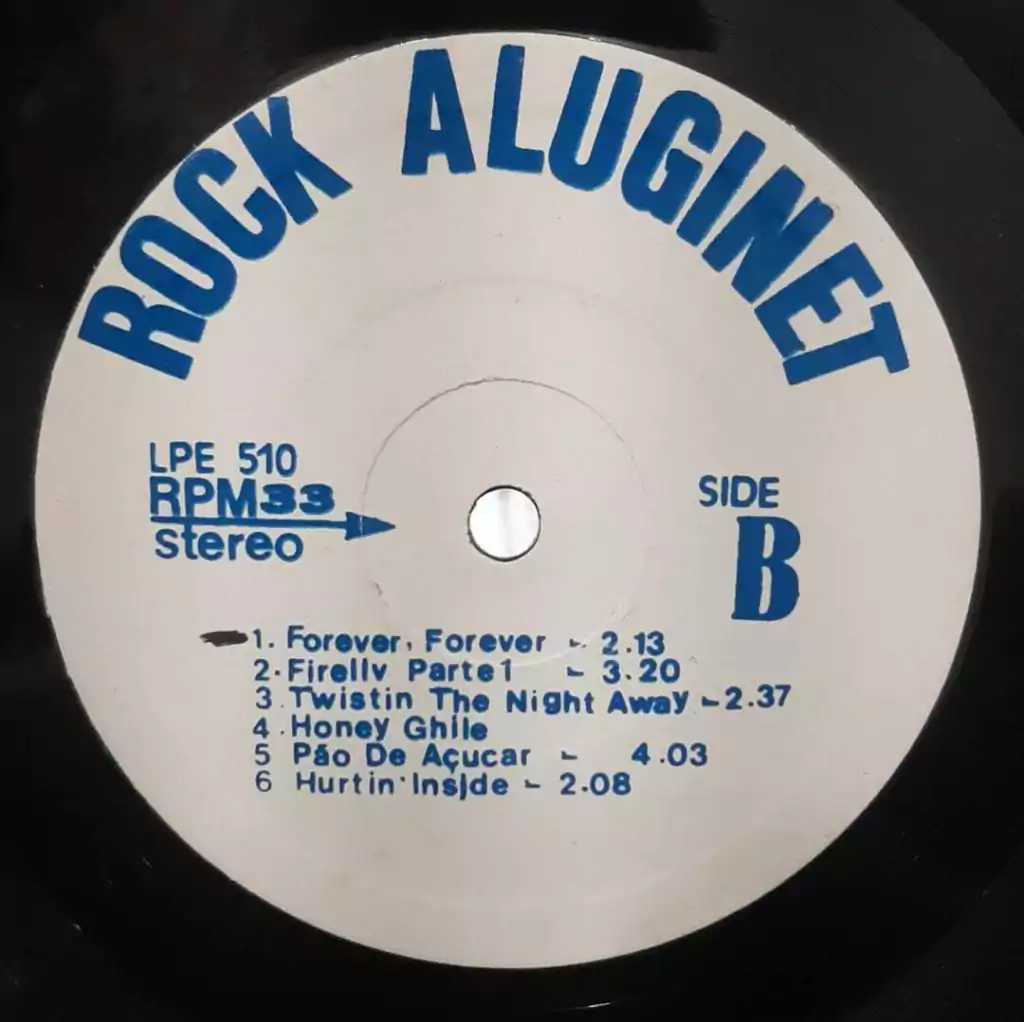 ROCK ALUGINET
LPE 510
RPM33
stereo
SIDE
B
1. Forever, Forever - 2.13
2. Firellv Parte1 - 3.20
3. Twistin The Night Away - 2.37
4. Honey Ghile
5 Pão De Açucar - 4.03
6 Hurtin' Inside - 2.08